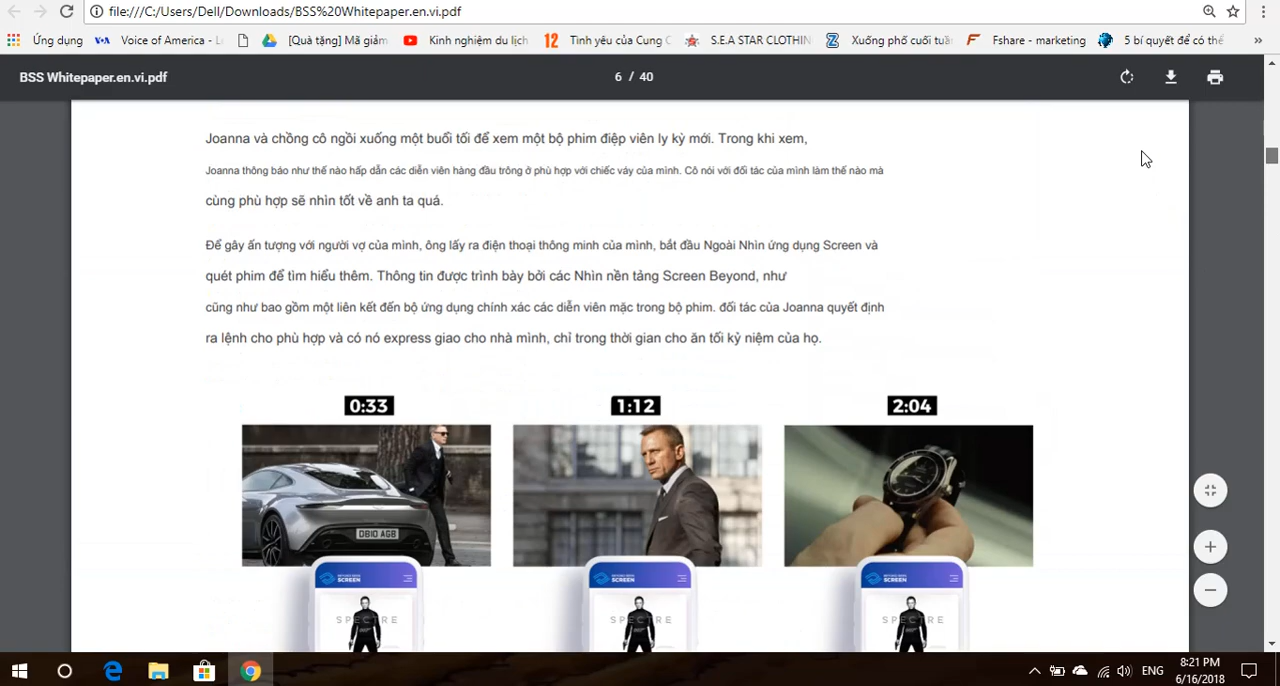 file:///C:/Users/Dell/Downloads/BSS%20Whitepaper.en.vi.pdf
Ứng dụng Voice of America - L [Quà tặng] Mã giảm Kinh nghiệm du lịch 12 Tình yêu của Cung C S.E.A STAR CLOTHIN Xuống phố cuối tuần Fshare - marketing 5 bí quyết để có thể »
BSS Whitepaper.en.vi.pdf 6 / 40
Joanna và chồng cô ngồi xuống một buổi tối để xem một bộ phim điệp viên ly kỳ mới. Trong khi xem,
Joanna thông báo như thế nào hấp dẫn các diễn viên hàng đầu trông ở phù hợp với chiếc váy của mình. Cô nói với đối tác của mình làm thế nào mà
cùng phù hợp sẽ nhìn tốt về anh ta quá.
Để gây ấn tượng với người vợ của mình, ông lấy ra điện thoại thông minh của mình, bắt đầu Ngoài Nhìn ứng dụng Screen và
quét phim để tìm hiểu thêm. Thông tin được trình bày bởi các Nhìn nền tảng Screen Beyond, như
cũng như bao gồm một liên kết đến bộ ứng dụng chính xác các diễn viên mặc trong bộ phim. đối tác của Joanna quyết định
ra lệnh cho phù hợp và có nó express giao cho nhà mình, chỉ trong thời gian cho ăn tối kỷ niệm của họ.
0:33 1:12 2:04
DB10 AGB
SCREEN SCREEN SCREEN
SPECTRE SPECTRE SPECTRE
ENG 8:21 PM
6/16/2018